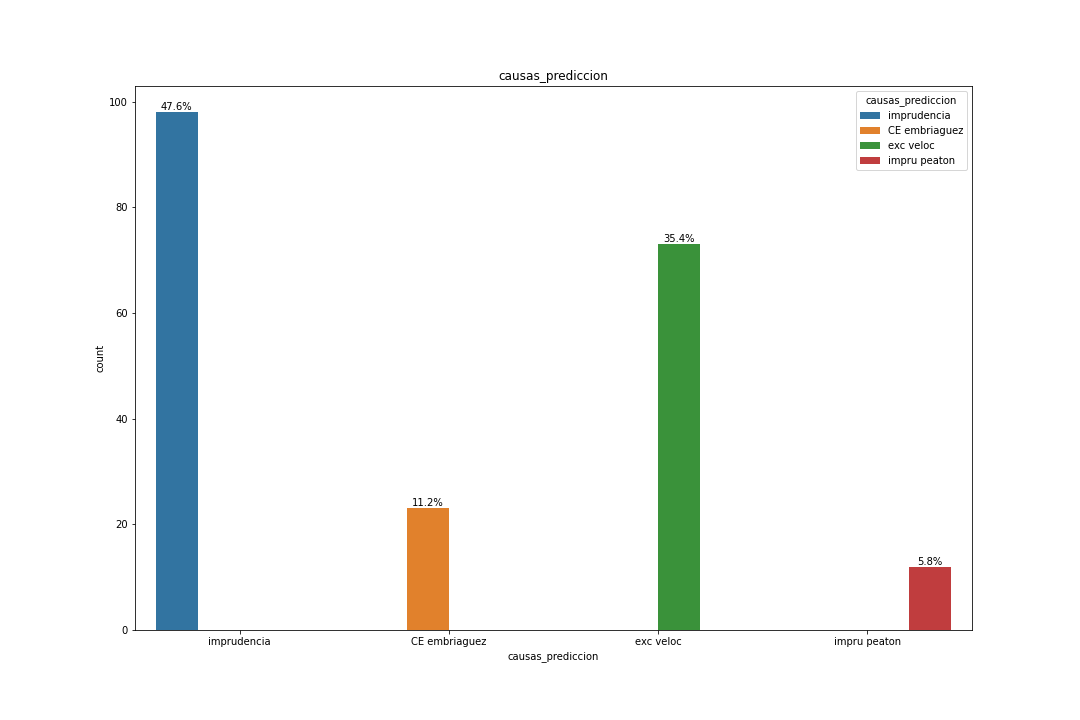 causas_prediccion
causas_prediccion
imprudencia
CE embriaguez
exc veloc
impru peaton
100
80
60
40
20
0
count
47.6%
11.2%
35.4%
5.8%
imprudencia
CE embriaguez
exc veloc
impru peaton
causas_prediccion